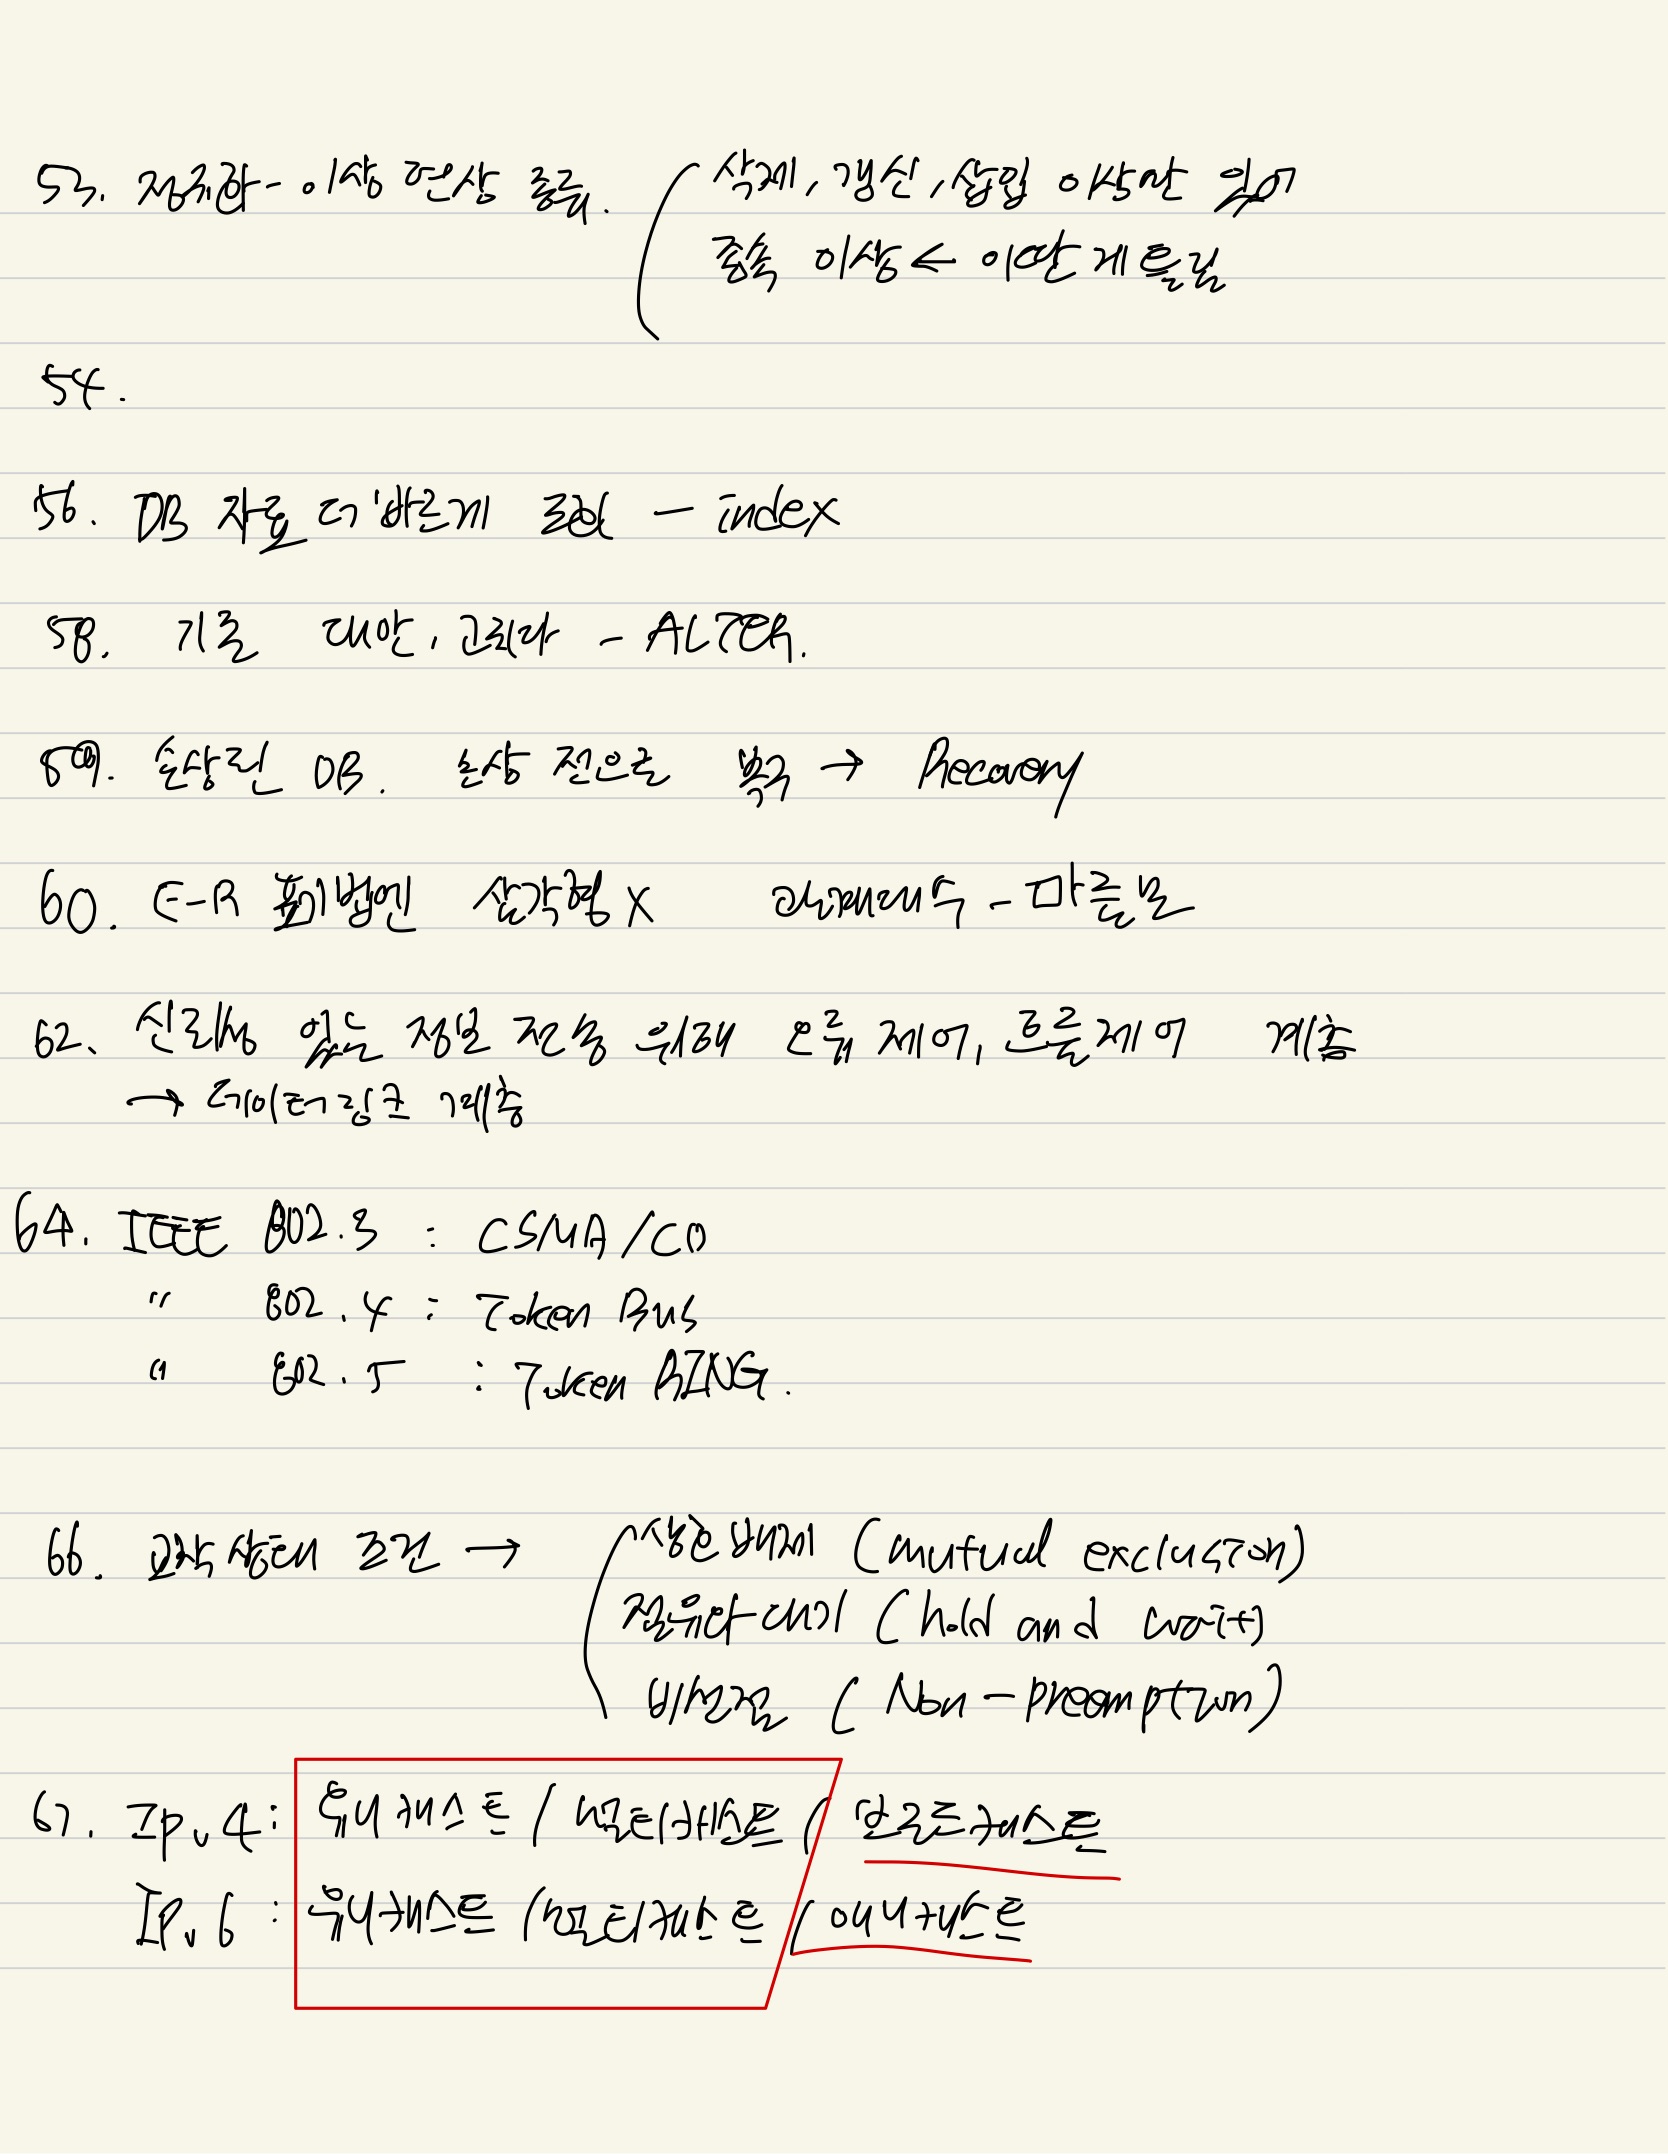 53. 정규화 - 이상 현상 종류. 삭제, 갱신, 삽입 이상만 있어
종속 이상 ← 이딴 게 틀림
54.
56. DB 자료 더 빠르게 조회 - index
58. 기존 대안, 고치다 - ALTER.
59. 손상된 DB. 손상 전으로 복구 → Recovery
60. E-R 표기법엔 삼각형 X 관계 - 마름모
62. 신뢰성 있는 정보 전송 위해 오류 제어, 흐름제어 계층
→ 데이터링크 계층
64. IEEE 802.3 : CSMA/CD
" 802.4 : Token Bus
" 802.5 : Token RING.
66. 교착상태 조건 → 상호배제 (mutual exclusion)
점유와 대기 (hold and wait)
비선점 (Non-preemption)
67. Ipv4: 유니캐스트 / 멀티캐스트 / 브로드캐스트
IPv6 : 유니캐스트 / 멀티캐스트 / 애니캐스트